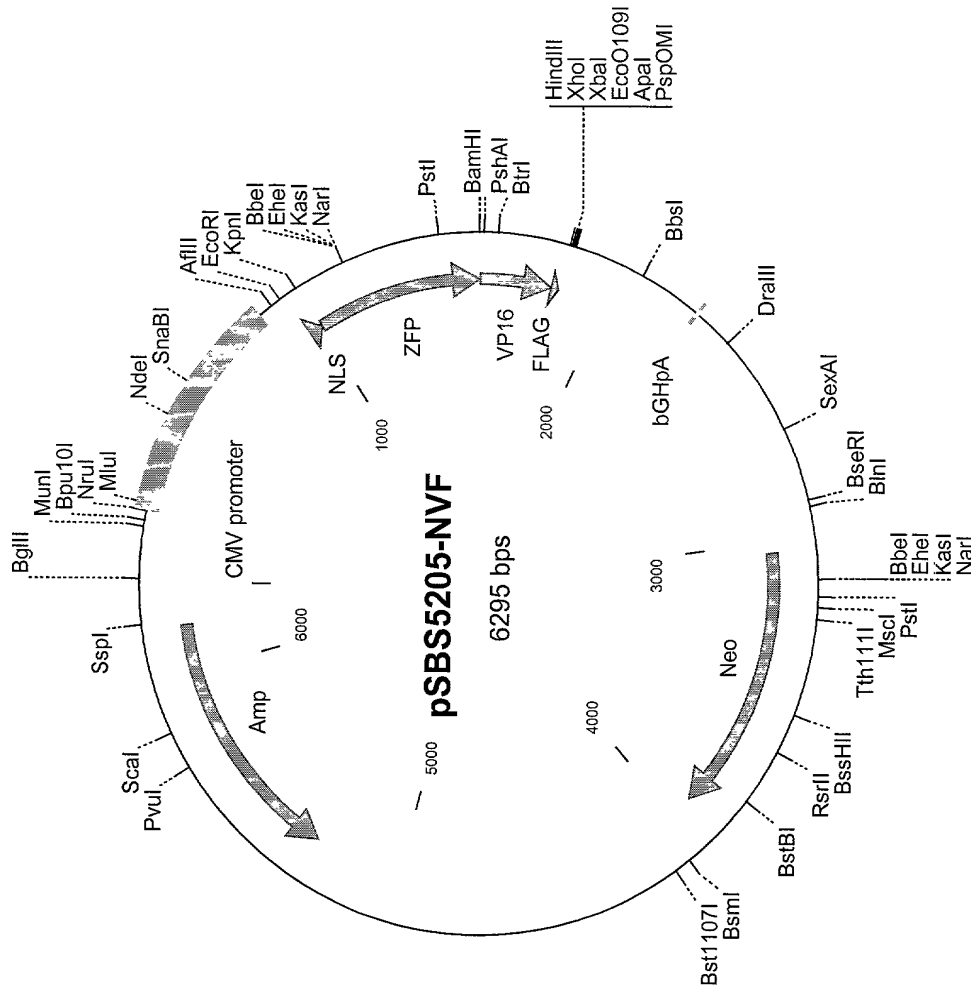 pSBS5205-NVF
6295 bps
BglII
MunI
Bpu10I
NruI
MluI
NdeI
SnaBI
AflII
EcoRI
KpnI
BbeI
EheI
KasI
NarI
PstI
BamHI
PshAI
BtrI
HindIII
XhoI
XbaI
EcoO109I
ApaI
PspOMI
BbsI
DraIII
SexAI
BseRI
BlnI
BbeI
EheI
KasI
NarI
PstI
MscI
Tth111I
BssHII
RsrII
BstBI
BsmI
Bst1107I
PvuI
ScaI
SspI
CMV promoter
NLS
ZFP
VP16
FLAG
bGHpA
Neo
Amp
1000
2000
3000
4000
5000
6000